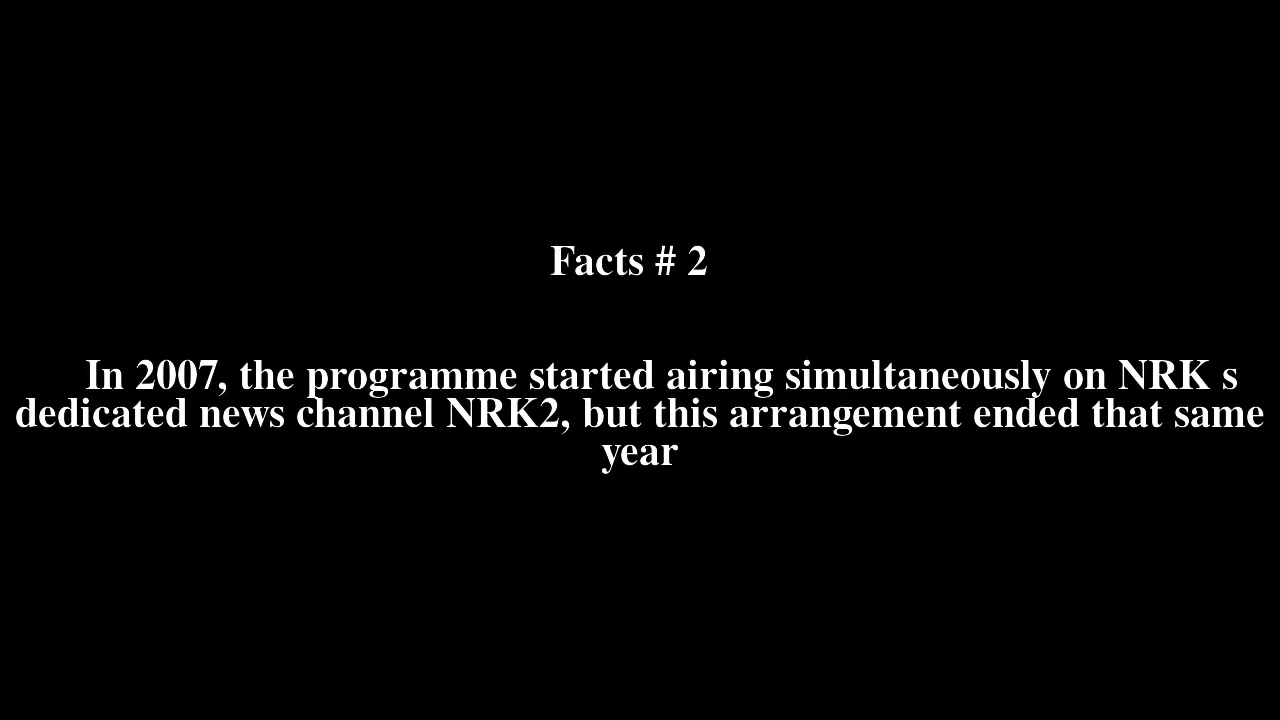 Facts # 2
In 2007, the programme started airing simultaneously on NRK s
dedicated news channel NRK2, but this arrangement ended that same
year